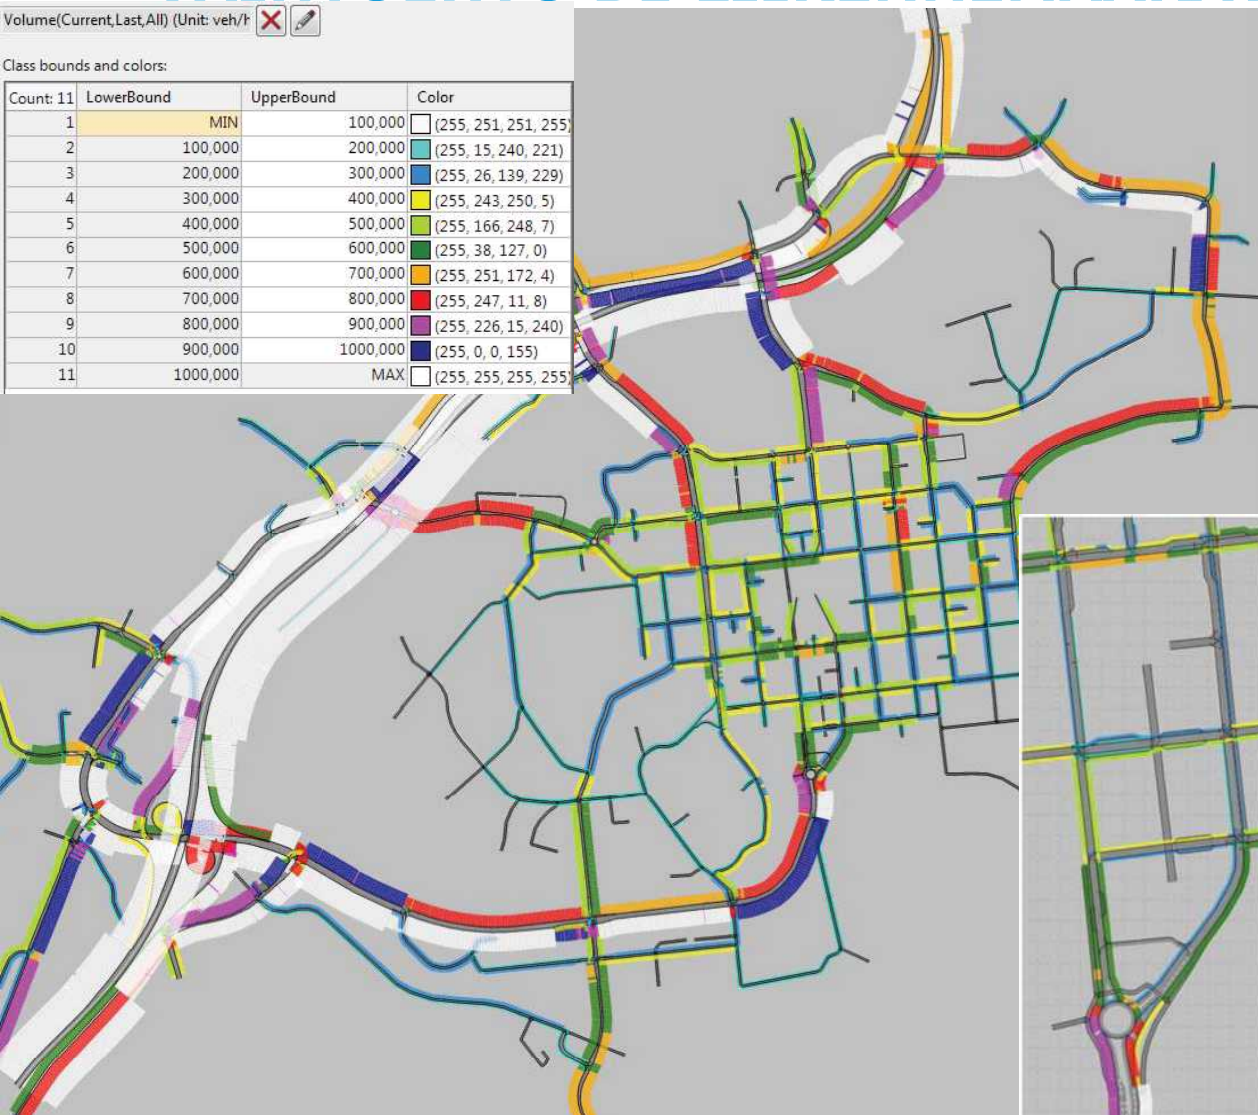 Volume(Current,Last,All) (Unit: veh/h
Class bounds and colors:
Count: 11 LowerBound UpperBound Color
1 MIN 100,000 (255, 251, 251, 255)
2 100,000 200,000 (255, 15, 240, 221)
3 200,000 300,000 (255, 26, 139, 229)
4 300,000 400,000 (255, 243, 250, 5)
5 400,000 500,000 (255, 166, 248, 7)
6 500,000 600,000 (255, 38, 127, 0)
7 600,000 700,000 (255, 251, 172, 4)
8 700,000 800,000 (255, 247, 11, 8)
9 800,000 900,000 (255, 226, 15, 240)
10 900,000 1000,000 (255, 0, 0, 155)
11 1000,000 MAX (255, 255, 255, 255)